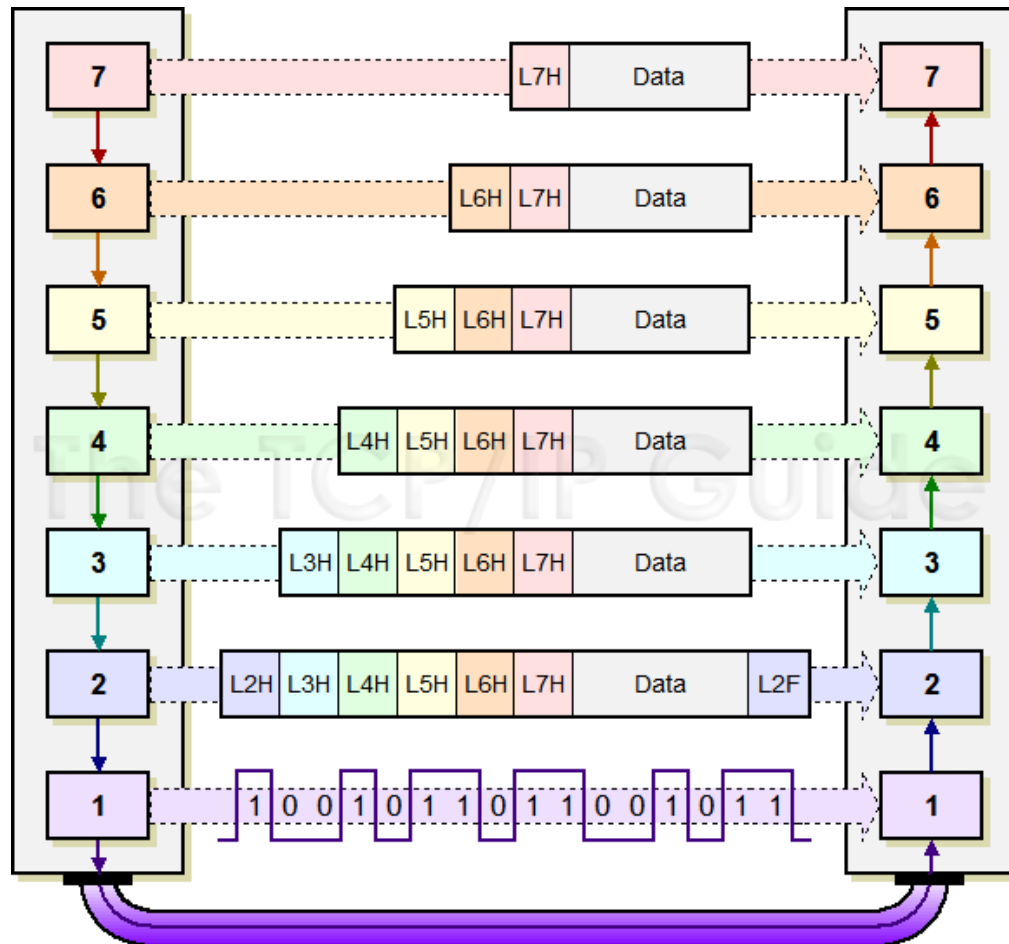 7 L7H Data 7
6 L6H L7H Data 6
5 L5H L6H L7H Data 5
4 L4H L5H L6H L7H Data 4
The TCP/IP Guide
3 L3H L4H L5H L6H L7H Data 3
2 L2H L3H L4H L5H L6H L7H Data L2F 2
1 1 0 0 1 0 1 1 0 1 1 0 0 1 0 1 1 1